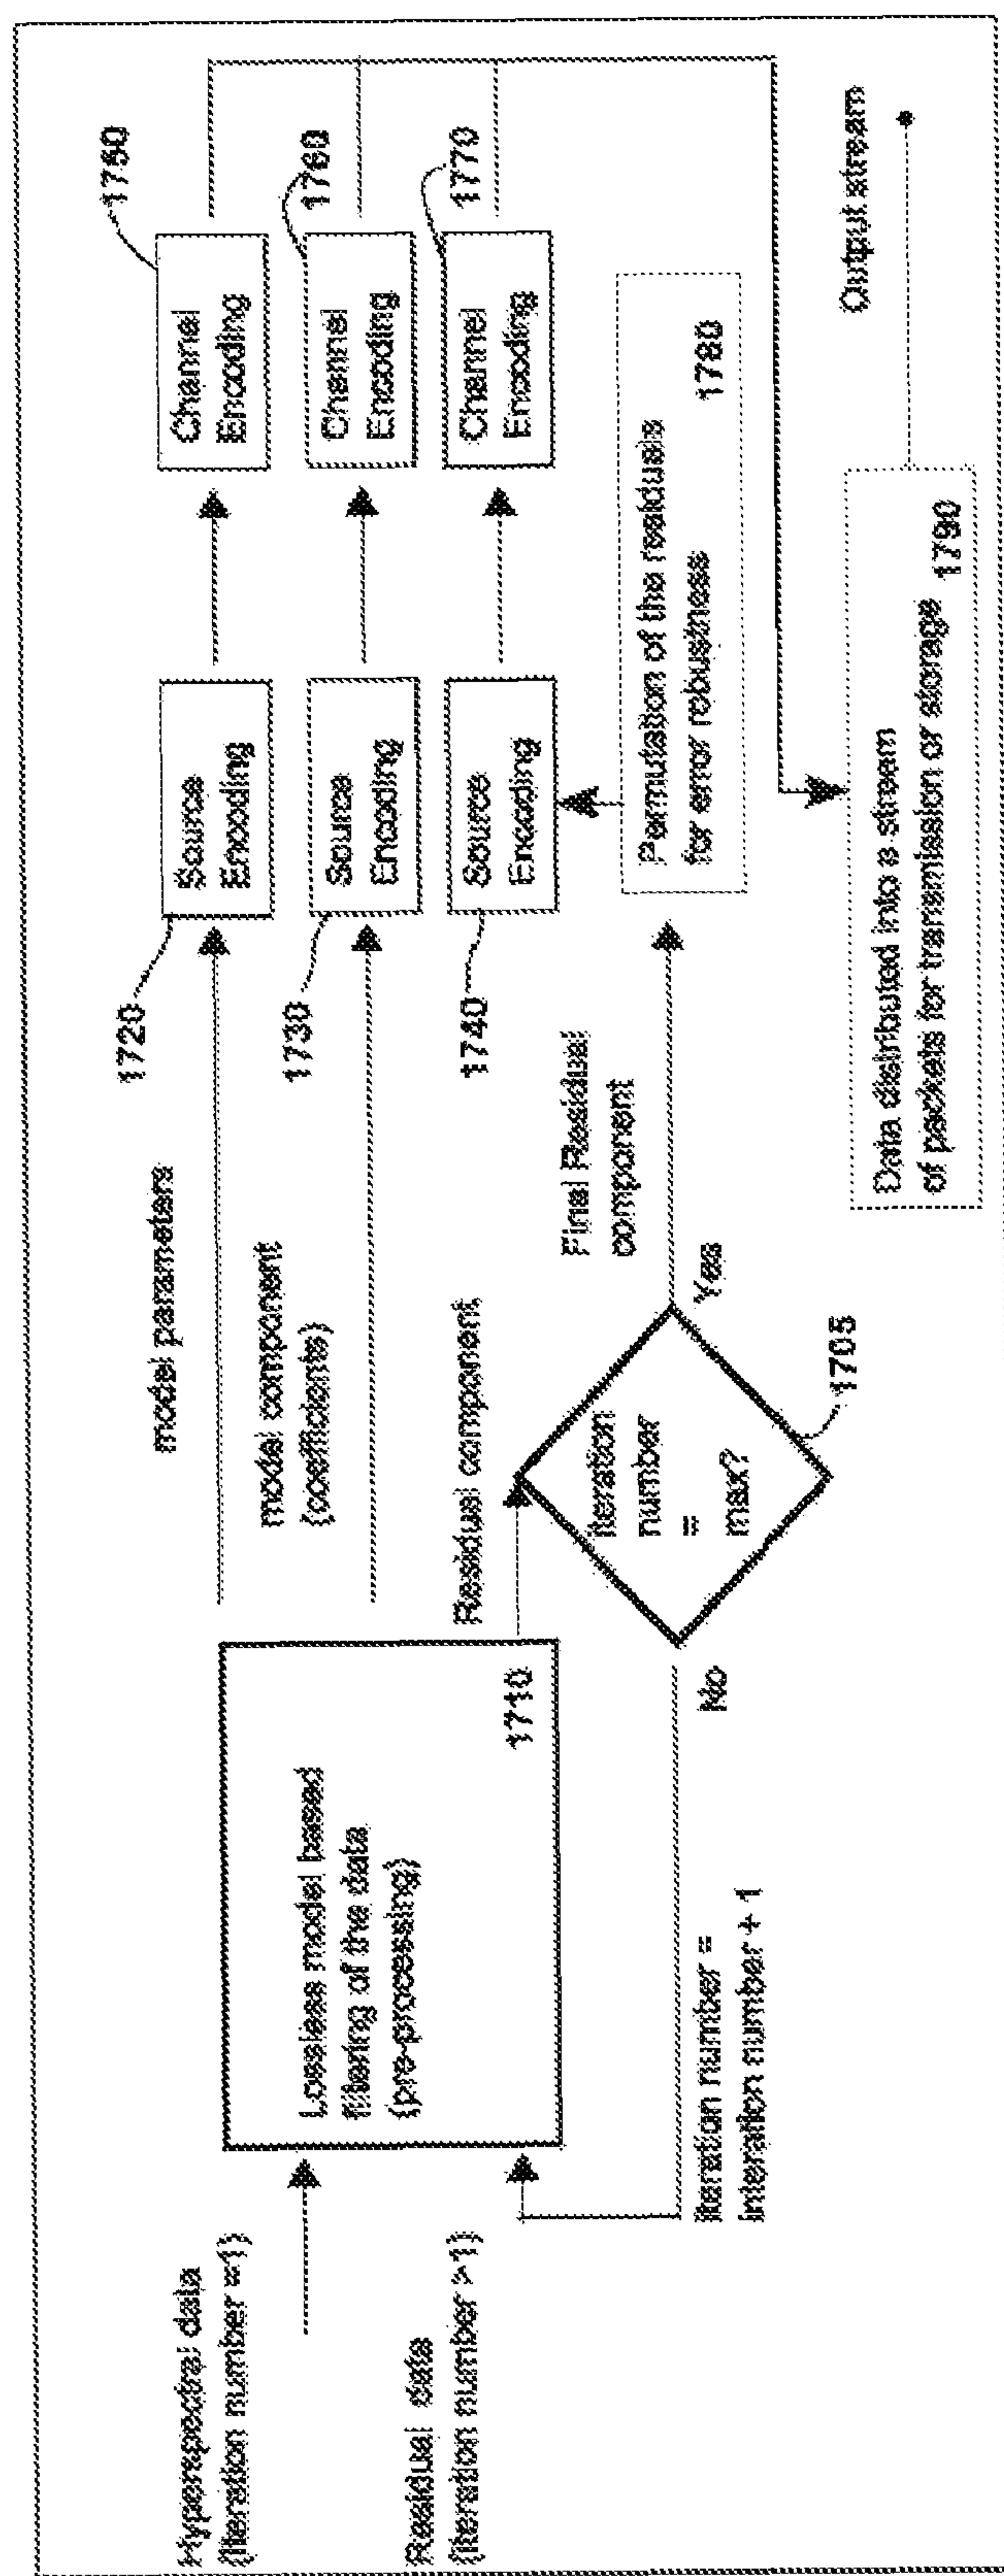 Hyperspectral data
(iteration number =1)
Residual data
(iteration number >1)
Lossless model based
filtering of the data
(pre-processing)
1710
iteration number =
interation number + 1
No
model parameters
model component
(coefficients)
Residual component
iteration
number
=
max?
1705
Yes
Final Residual
component
1720
Source
Encoding
1730
Source
Encoding
1740
Source
Encoding
1750
Channel
Encoding
1760
Channel
Encoding
1770
Channel
Encoding
Permutation of the residuals
for error robustness
1780
Data distributed into a stream
of packets for transmission or storage 1790
Output stream